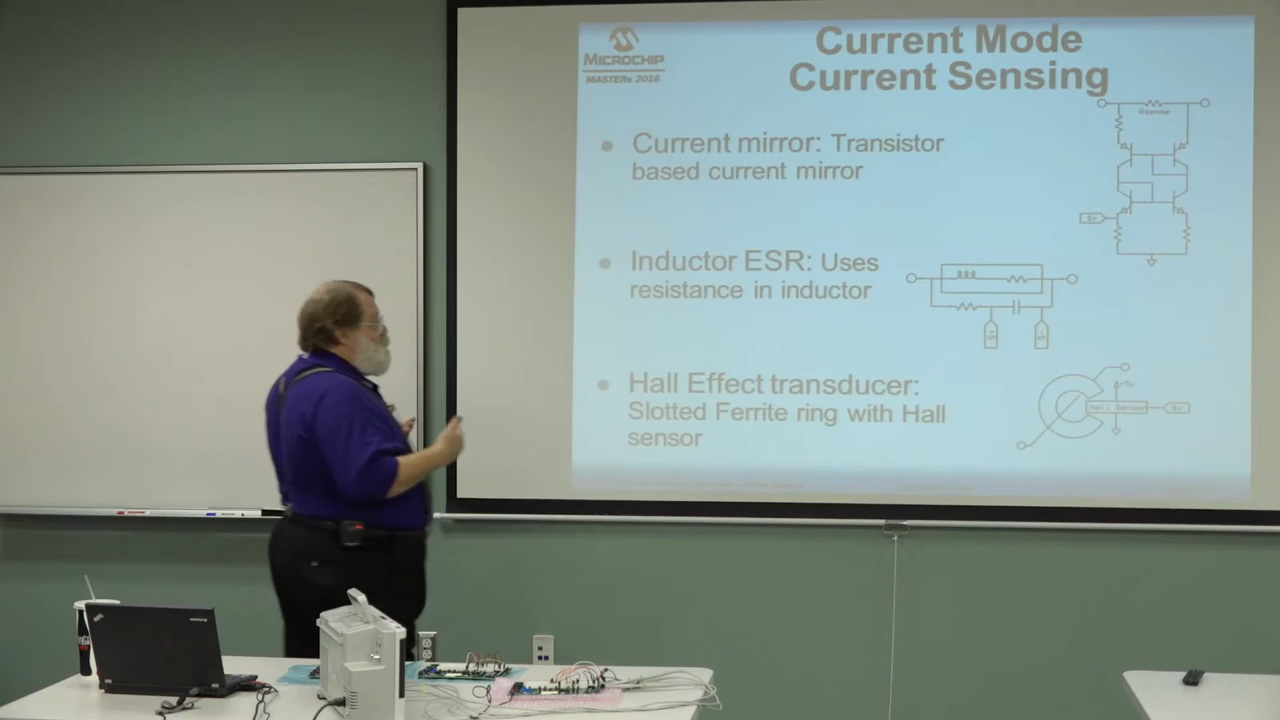 MICROCHIP
MASTERs 2016
Current Mode
Current Sensing
Current mirror: Transistor
based current mirror
Rsense
Inductor ESR: Uses
resistance in inductor
Hall Effect transducer:
Slotted Ferrite ring with Hall
sensor
Hall Sensor